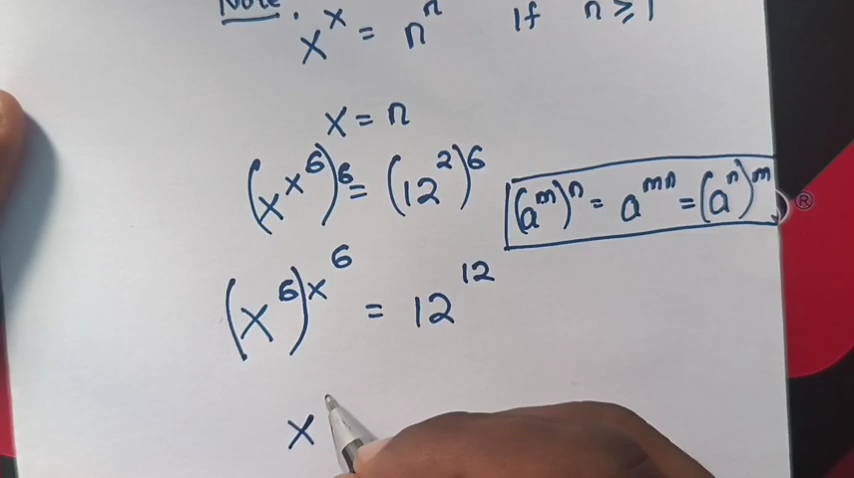 Note:
x^x = n^n If n ≥ 1
x = n
(x^x^6)^6 = (12^2)^6
(a^m)^n = a^mn = (a^n)^m
®
(x^6)^x^6 = 12^12
x